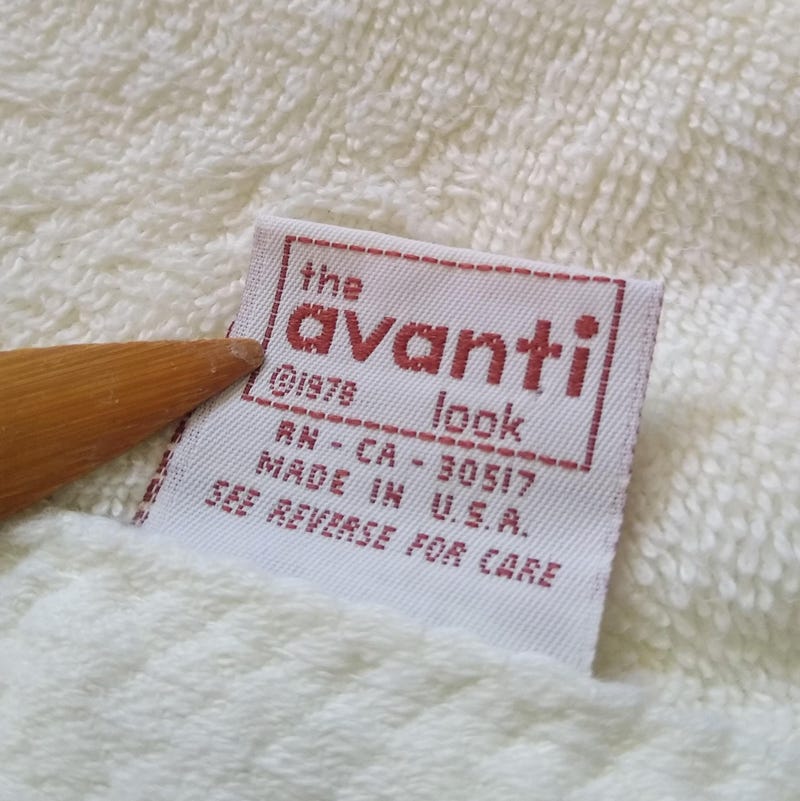 the
avanti
©1978 look
RN - CA - 30517
MADE IN U.S.A.
SEE REVERSE FOR CARE